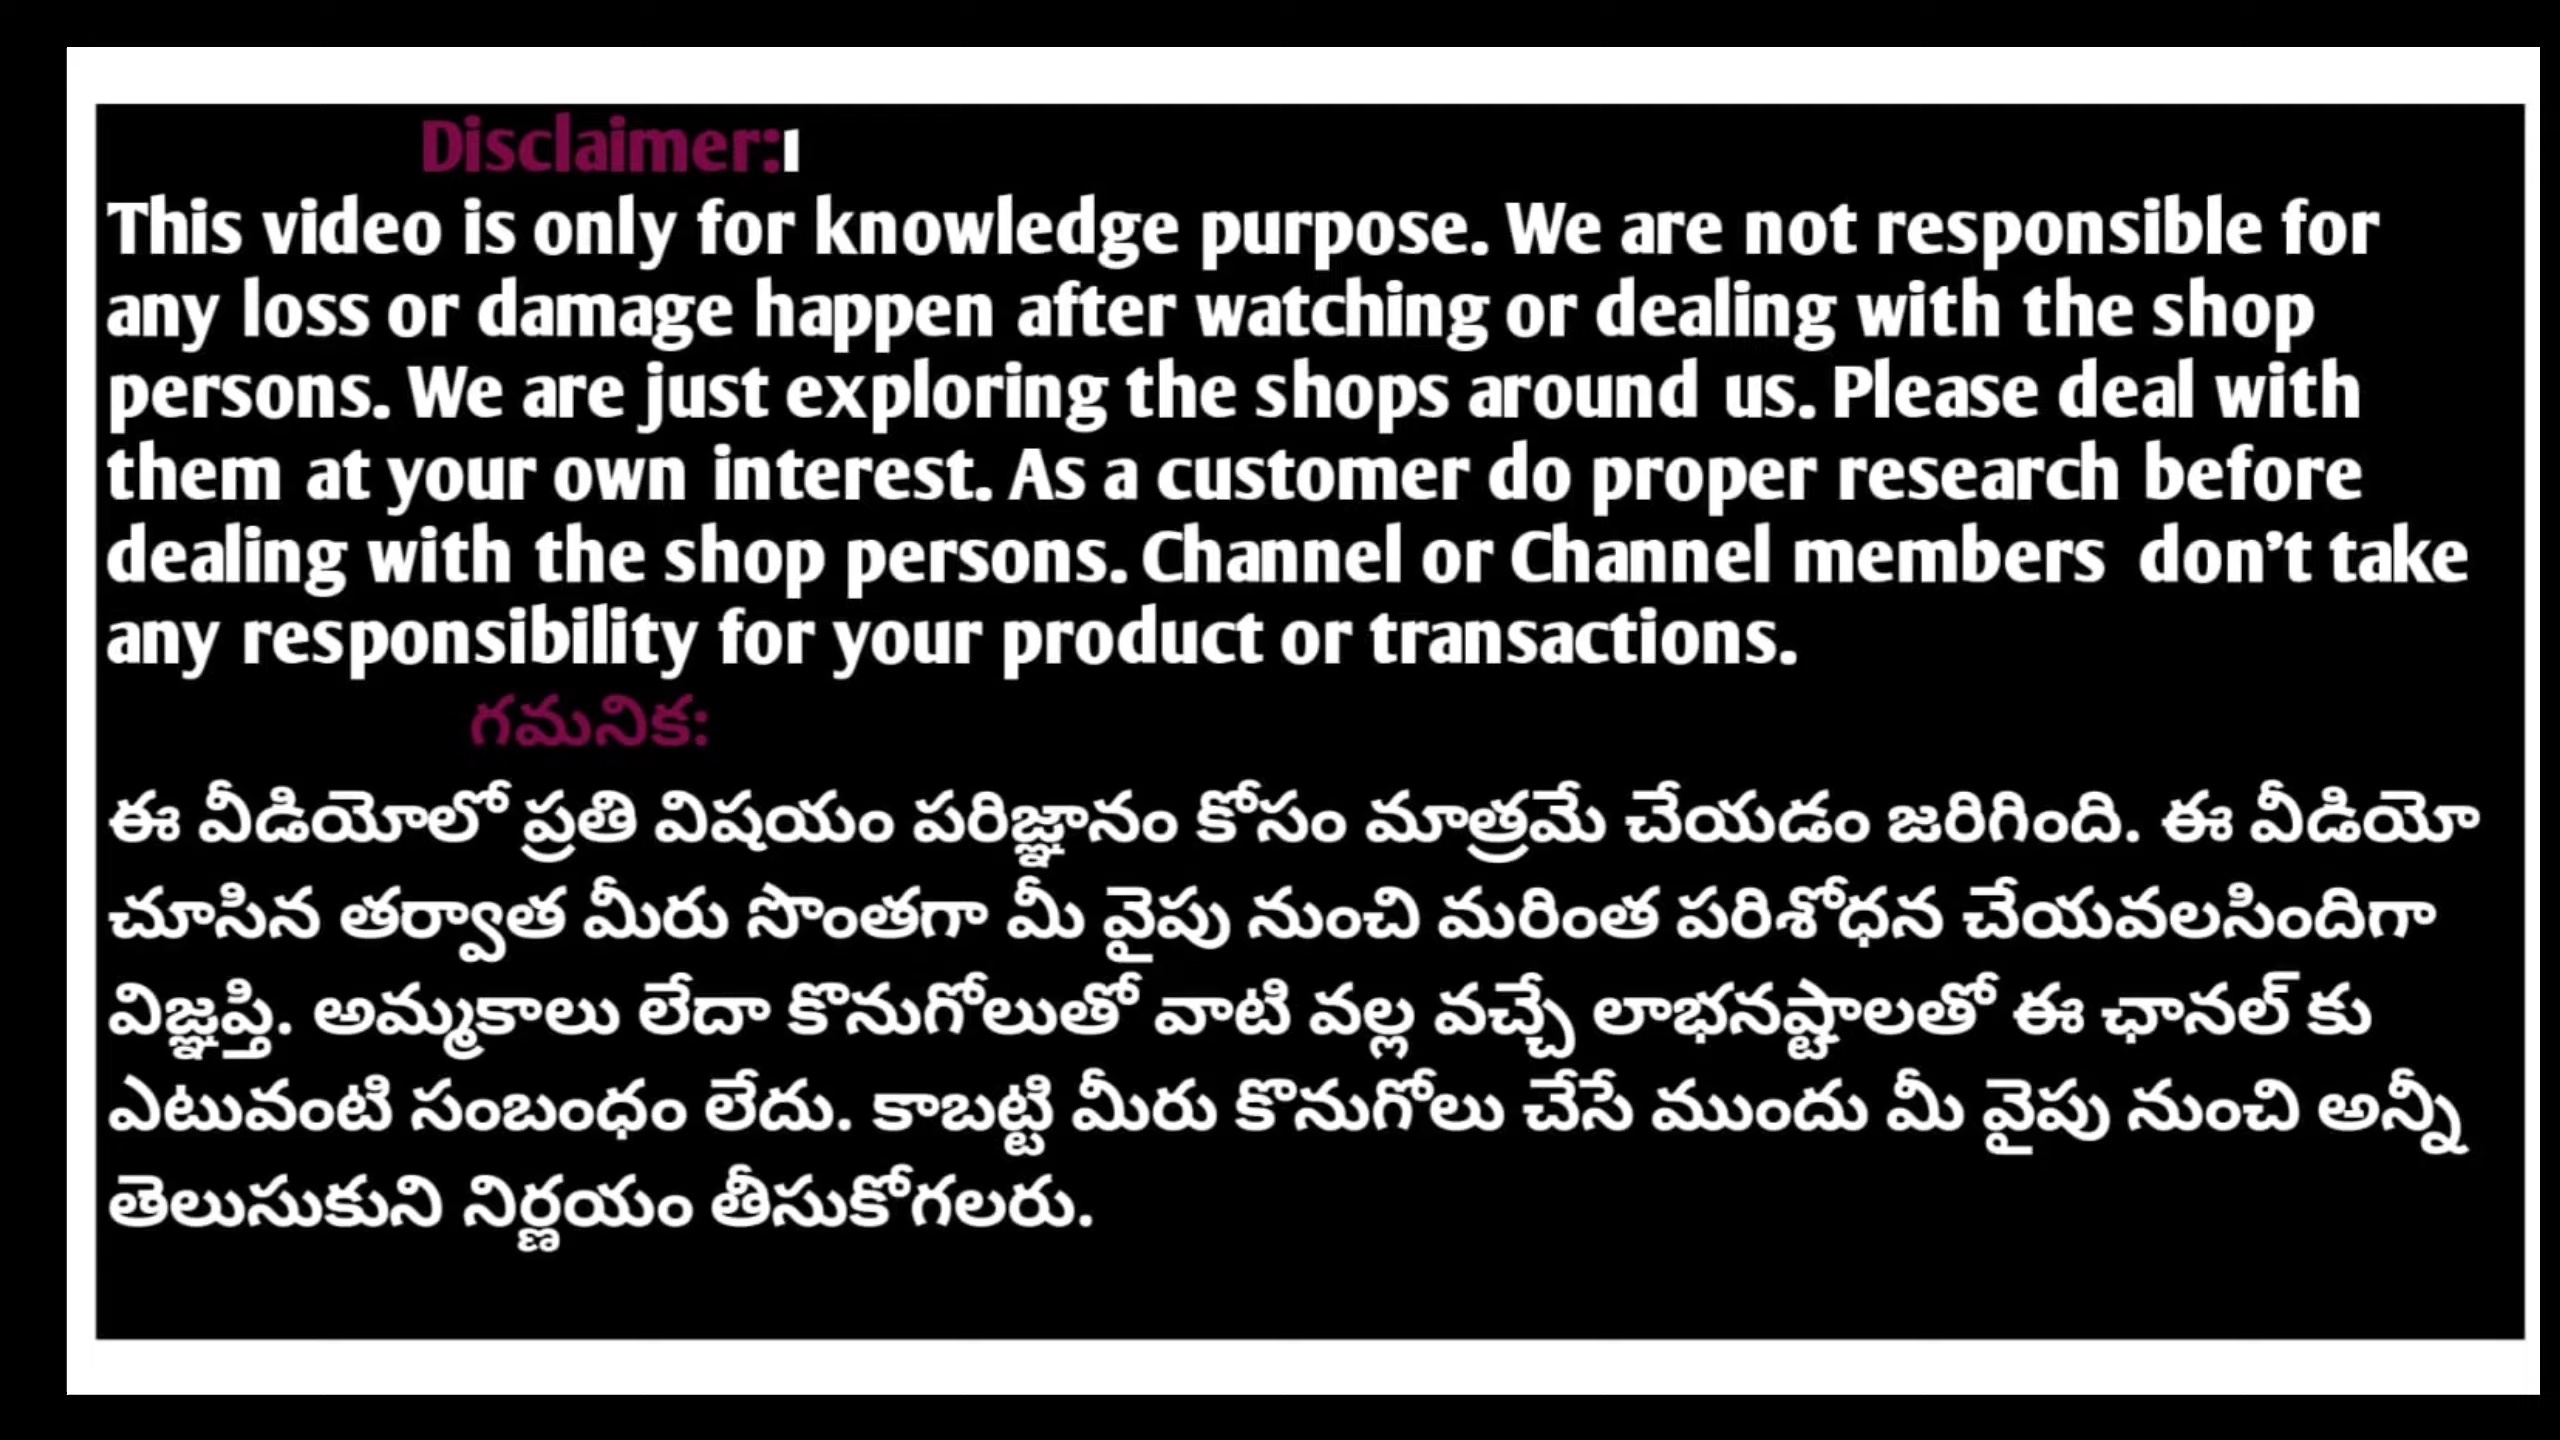 Disclaimer:
This video is only for knowledge purpose. We are not responsible for
any loss or damage happen after watching or dealing with the shop
persons. We are just exploring the shops around us. Please deal with
them at your own interest. As a customer do proper research before
dealing with the shop persons. Channel or Channel members don't take
any responsibility for your product or transactions.
గమనిక:
ఈ వీడియోలో ప్రతి విషయం పరిజ్ఞానం కోసం మాత్రమే చేయడం జరిగింది. ఈ వీడియో
చూసిన తర్వాత మీరు సొంతగా మీ వైపు నుంచి మరింత పరిశోధన చేయవలసిందిగా
విజ్ఞప్తి. అమ్మకాలు లేదా కొనుగోలుతో వాటి వల్ల వచ్చే లాభనష్టాలతో ఈ ఛానల్ కు
ఎటువంటి సంబంధం లేదు. కాబట్టి మీరు కొనుగోలు చేసే ముందు మీ వైపు నుంచి అన్నీ
తెలుసుకుని నిర్ణయం తీసుకోగలరు.